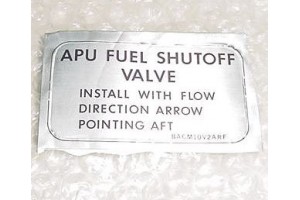 APU FUEL SHUTOFF
VALVE
INSTALL WITH FLOW
DIRECTION ARROW
POINTING AFT